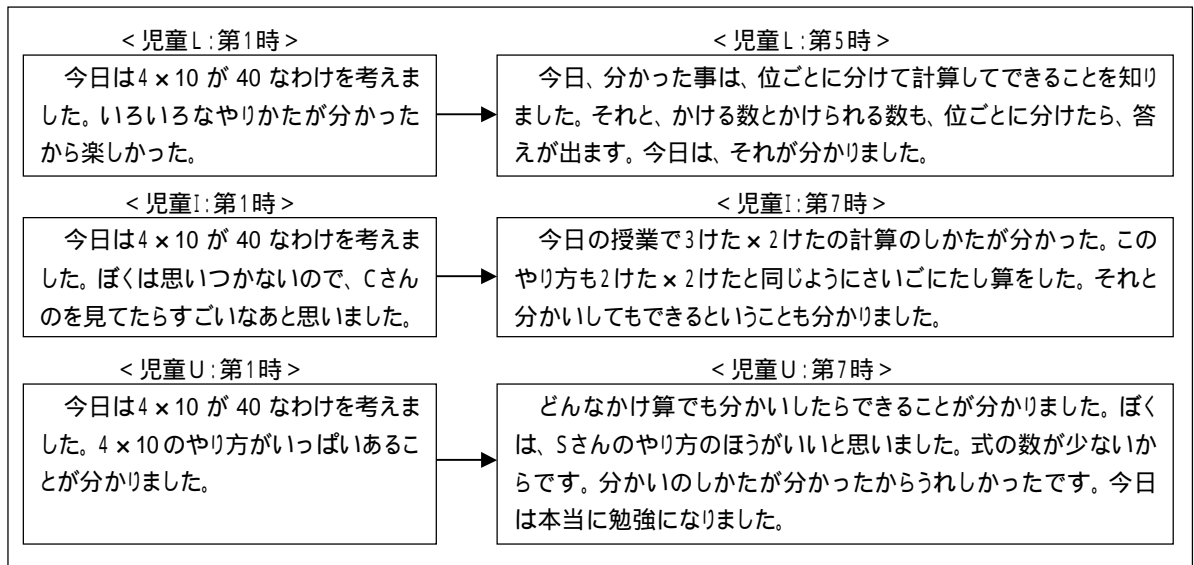 ＜児童Ｌ:第1時＞
今日は4×10 が 40 なわけを考えま
した。いろいろなやりかたが分かった
から楽しかった。
＜児童Ｌ:第5時＞
今日、分かった事は、位ごとに分けて計算してできることを知り
ました。それと、かける数とかけられる数も、位ごとに分けたら、答
えが出ます。今日は、それが分かりました。
＜児童I:第1時＞
今日は4×10 が 40 なわけを考えま
した。ぼくは思いつかないので、Cさん
のを見てたらすごいなあと思いました。
＜児童I:第7時＞
今日の授業で3けた×2けたの計算のしかたが分かった。この
やり方も2けた×2けたと同じようにさいごにたし算をした。それと
分かいしてもできるということも分かりました。
＜児童Ｕ:第1時＞
今日は4×10 が 40 なわけを考えま
した。4×10のやり方がいっぱいあるこ
とが分かりました。
＜児童Ｕ:第7時＞
どんなかけ算でも分かいしたらできることが分かりました。ぼく
は、Sさんのやり方のほうがいいと思いました。式の数が少ないか
らです。分かいのしかたが分かったからうれしかったです。今日
は本当に勉強になりました。